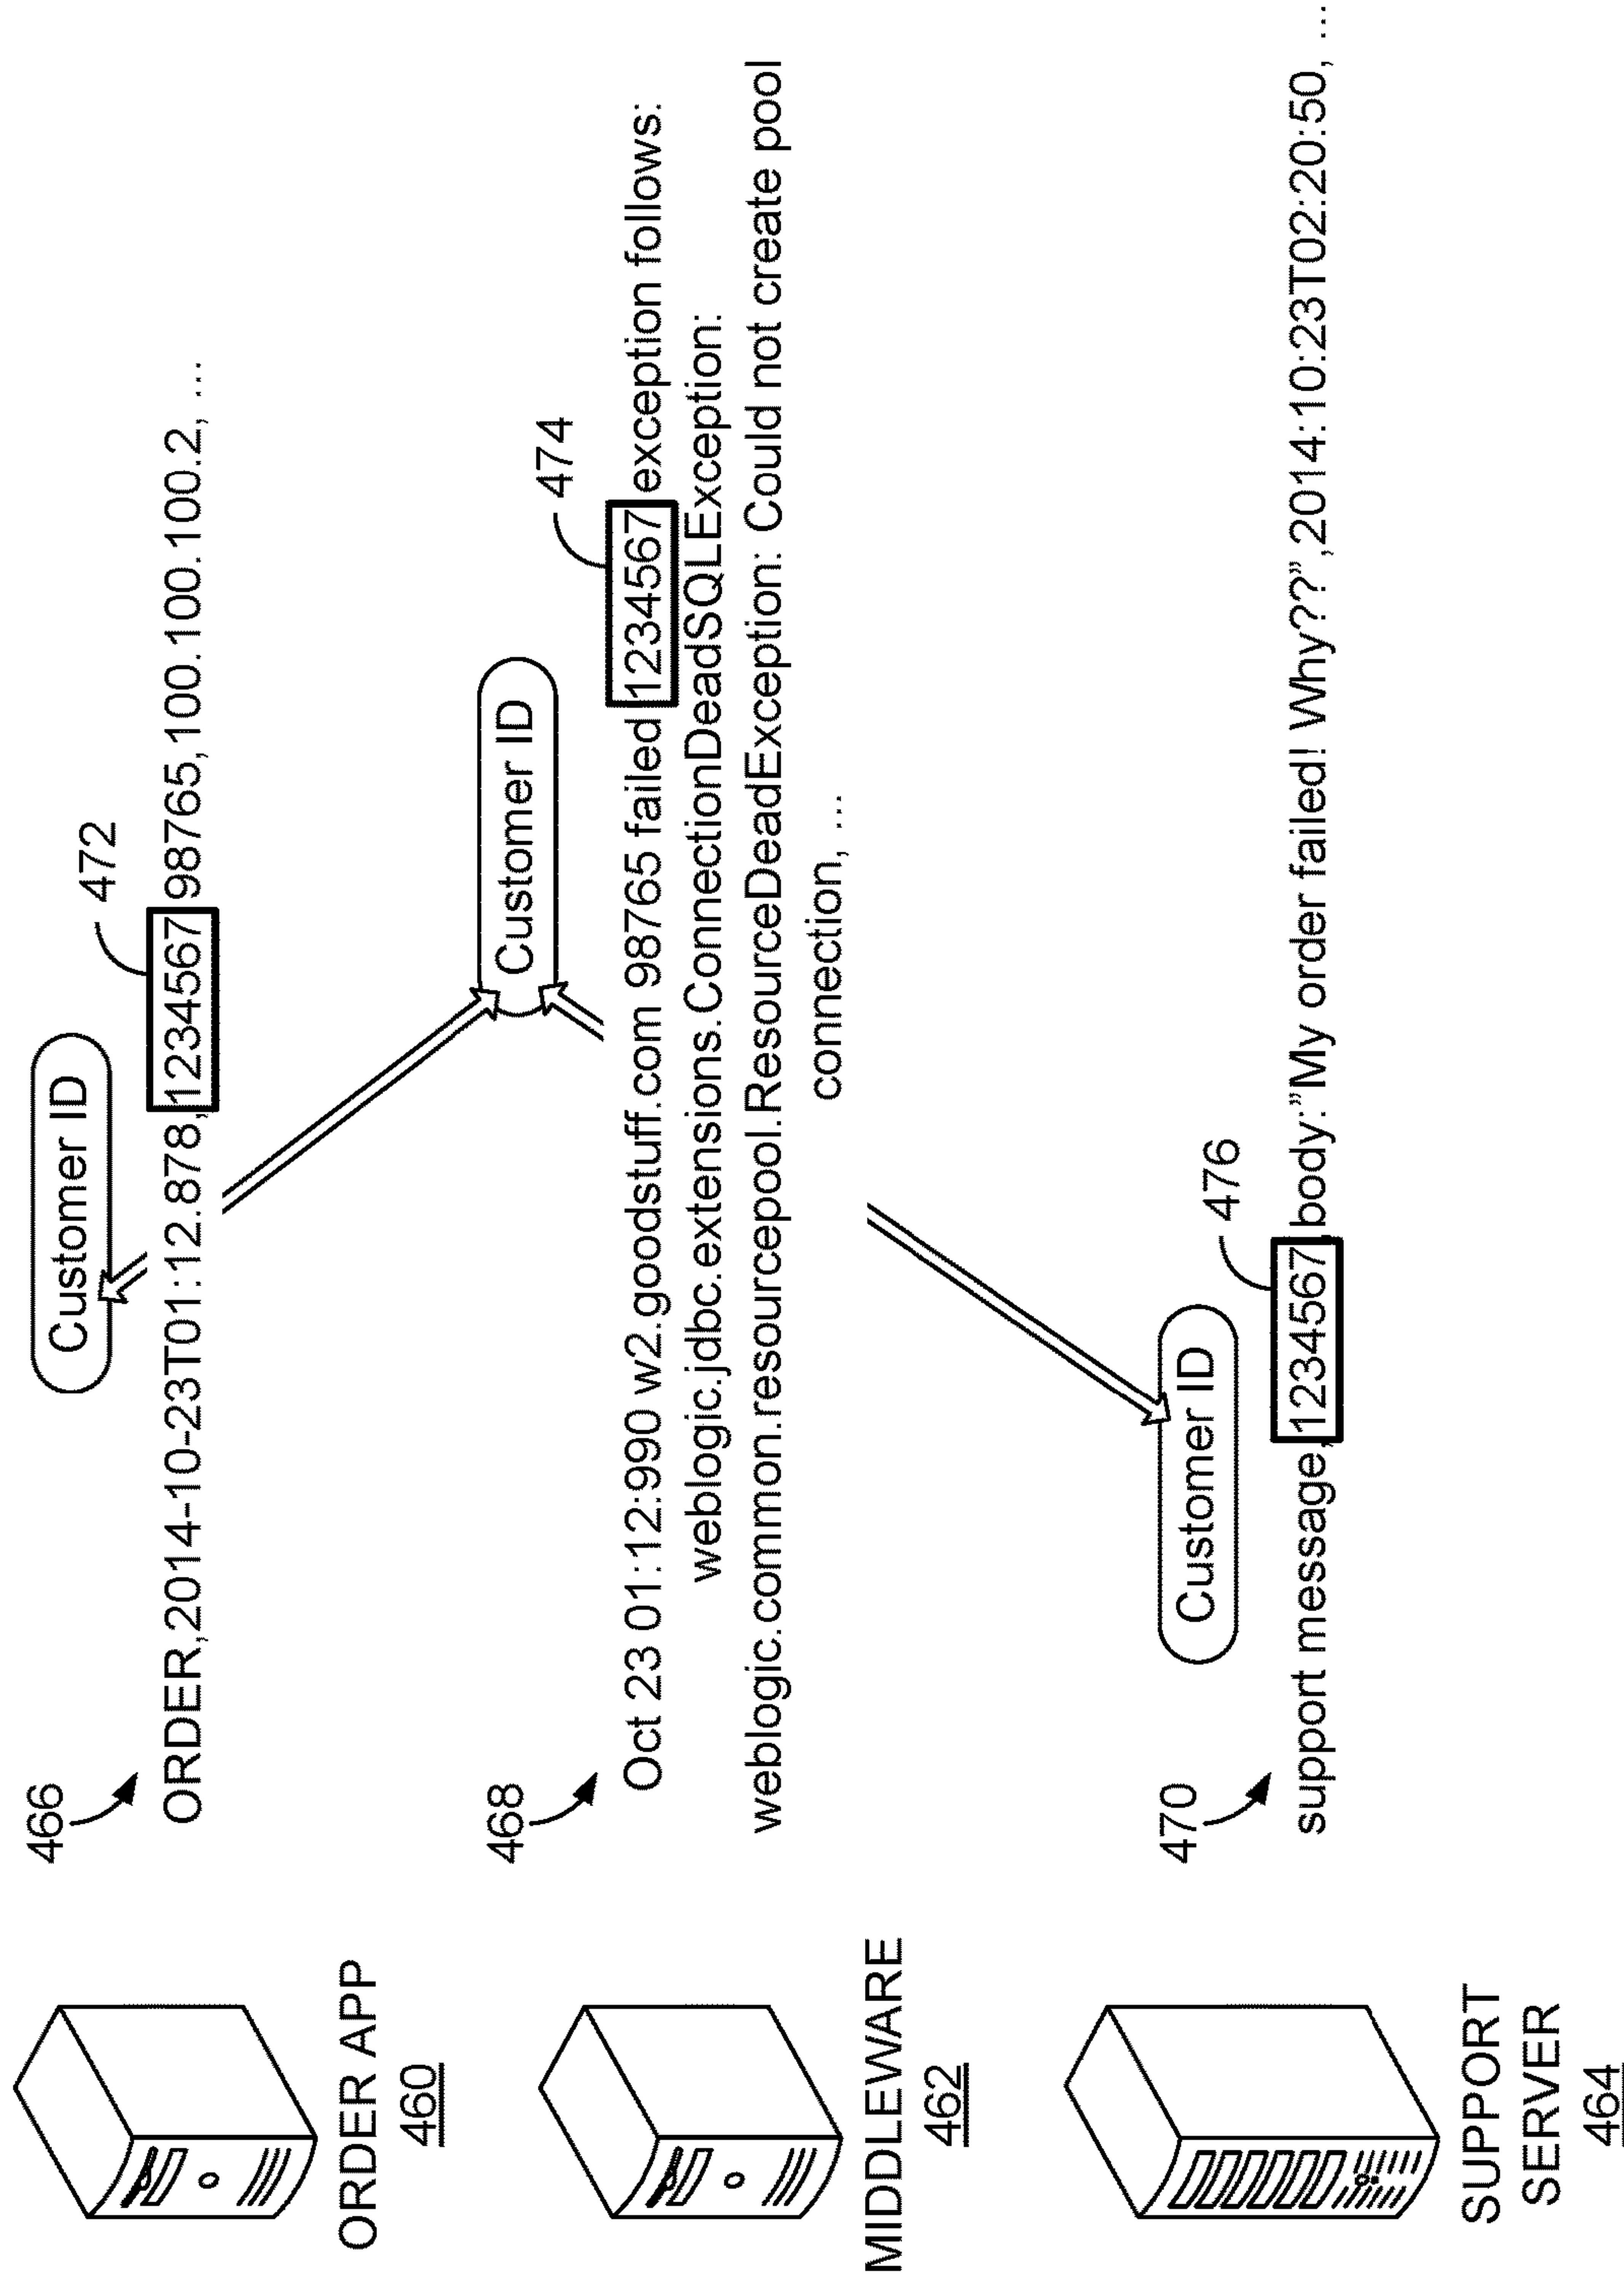 466
Customer ID
472
ORDER,2014-10-23T01:12.878,1234567 98765,100.100.100.2, ...
ORDER APP
460
468
Customer ID
474
Oct 23 01:12:990 w2.goodstuff.com 98765 failed 1234567 exception follows:
weblogic.jdbc.extensions.ConnectionDeadSQLException:
weblogic.common.resourcepool.ResourceDeadException: Could not create pool
connection, ...
MIDDLEWARE
462
470
Customer ID
476
support message,1234567 body:"My order failed! Why???",2014:10:23T02:20:50, ...
SUPPORT
SERVER
464